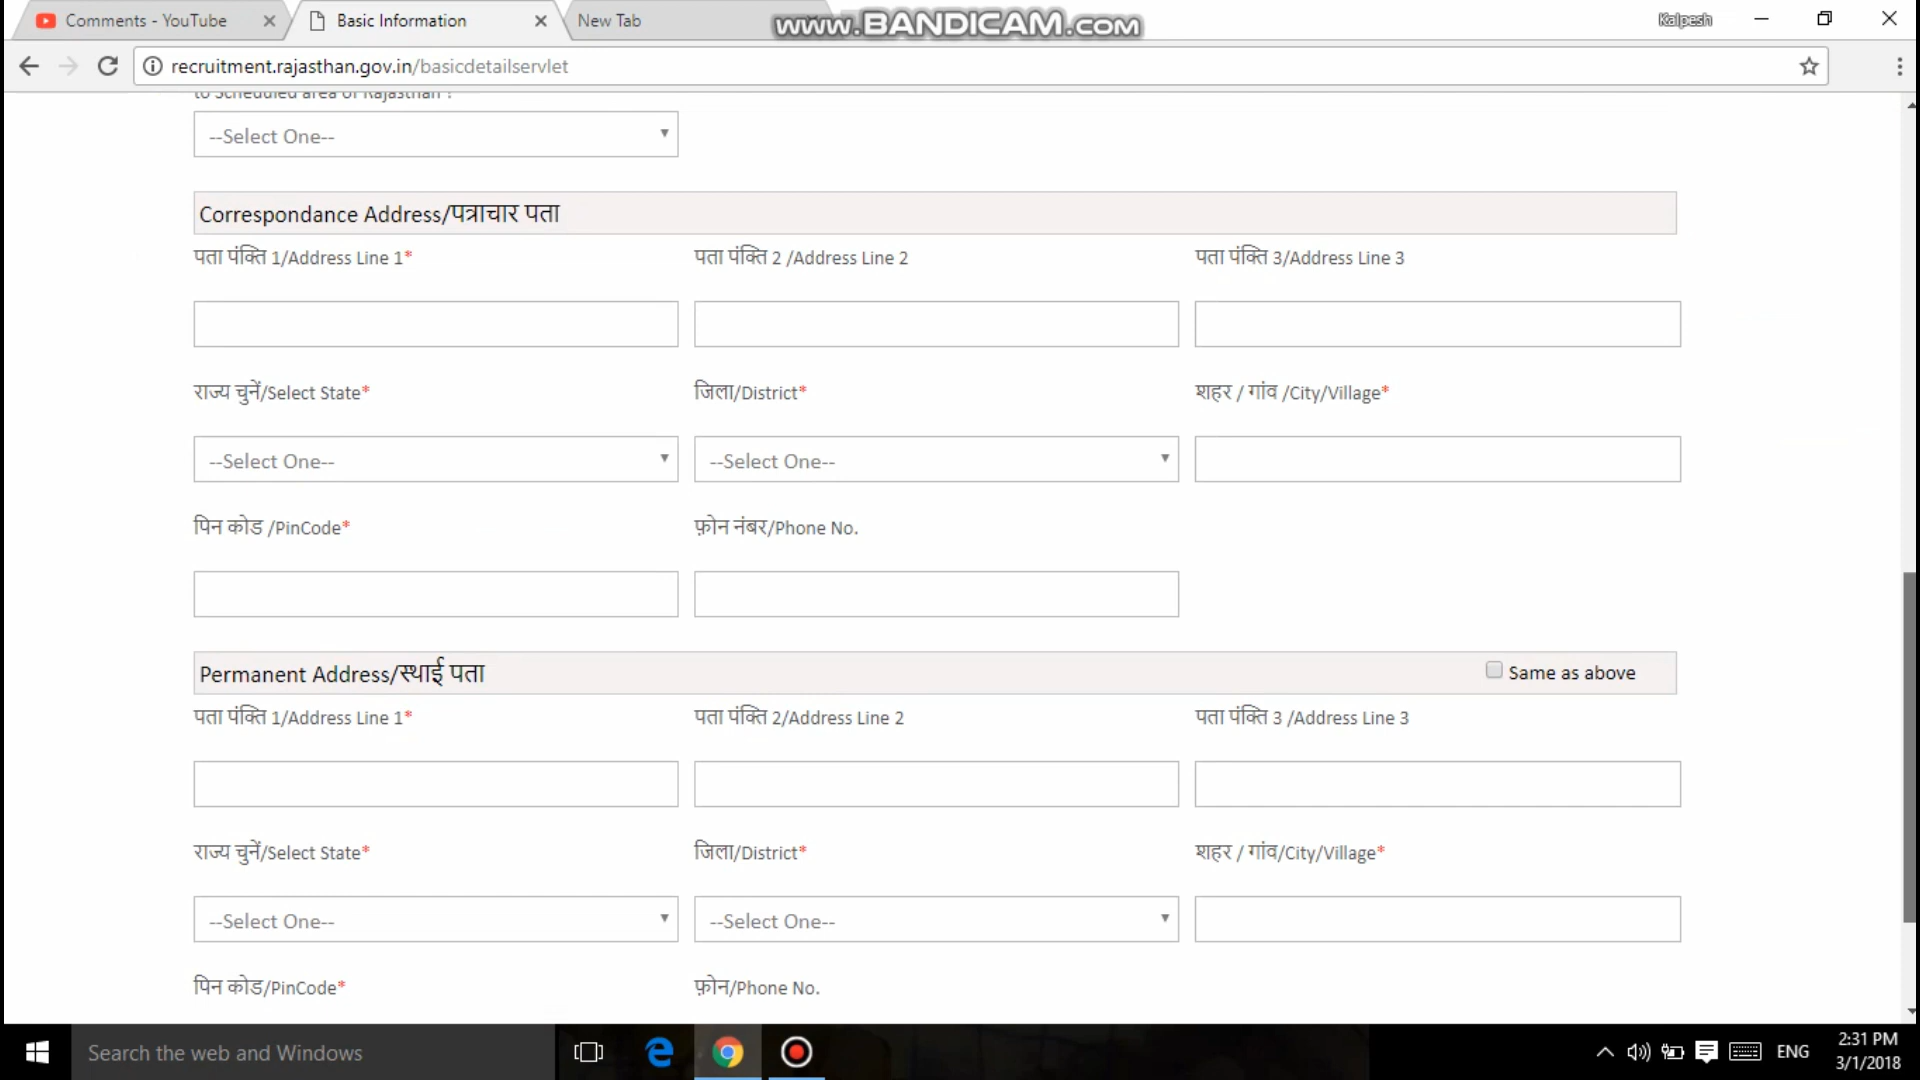 Comments - YouTube
Basic Information
New Tab
www.BANDICAM.com
Kalpesh
recruitment.rajasthan.gov.in/basicdetailservlet
to Scheduled area of Rajasthan ?
--Select One--
Correspondance Address/पत्राचार पता
पता पंक्ति 1/Address Line 1* पता पंक्ति 2 /Address Line 2 पता पंक्ति 3/Address Line 3
राज्य चुनें/Select State* जिला/District* शहर / गांव /City/Village*
--Select One-- --Select One--
पिन कोड /PinCode* फ़ोन नंबर/Phone No.
Permanent Address/स्थाई पता Same as above
पता पंक्ति 1/Address Line 1* पता पंक्ति 2/Address Line 2 पता पंक्ति 3 /Address Line 3
राज्य चुनें/Select State* जिला/District* शहर / गांव/City/Village*
--Select One-- --Select One--
पिन कोड/PinCode* फ़ोन/Phone No.
Search the web and Windows
ENG
2:31 PM
3/1/2018